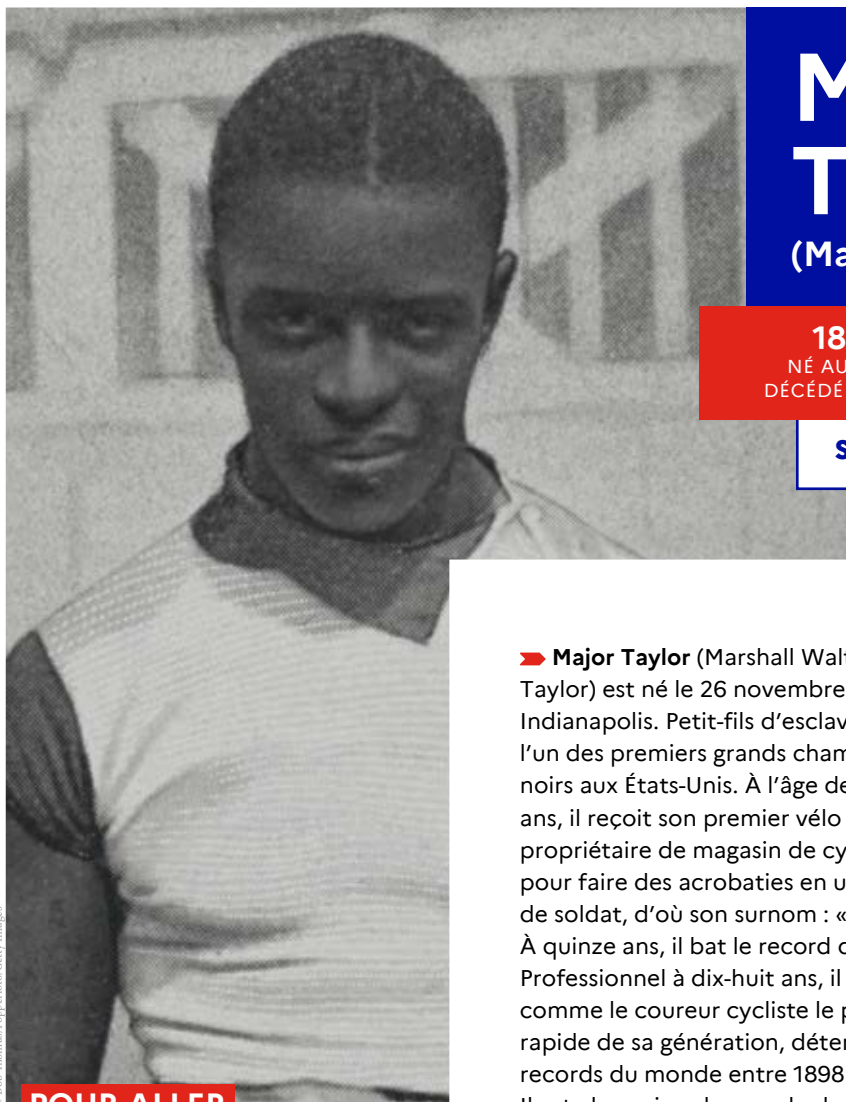 M
T
(Ma
18
NÉ AU
DÉCÉDÉ
S
Major Taylor (Marshall Walt
Taylor) est né le 26 novembre
Indianapolis. Petit-fils d'esclav
l'un des premiers grands cham
noirs aux États-Unis. À l'âge de
ans, il reçoit son premier vélo
propriétaire de magasin de cy
pour faire des acrobaties en u
de soldat, d'où son surnom : «
À quinze ans, il bat le record d
Professionnel à dix-huit ans, il
comme le coureur cycliste le p
rapide de sa génération, déten
records du monde entre 1898
POUR ALLER